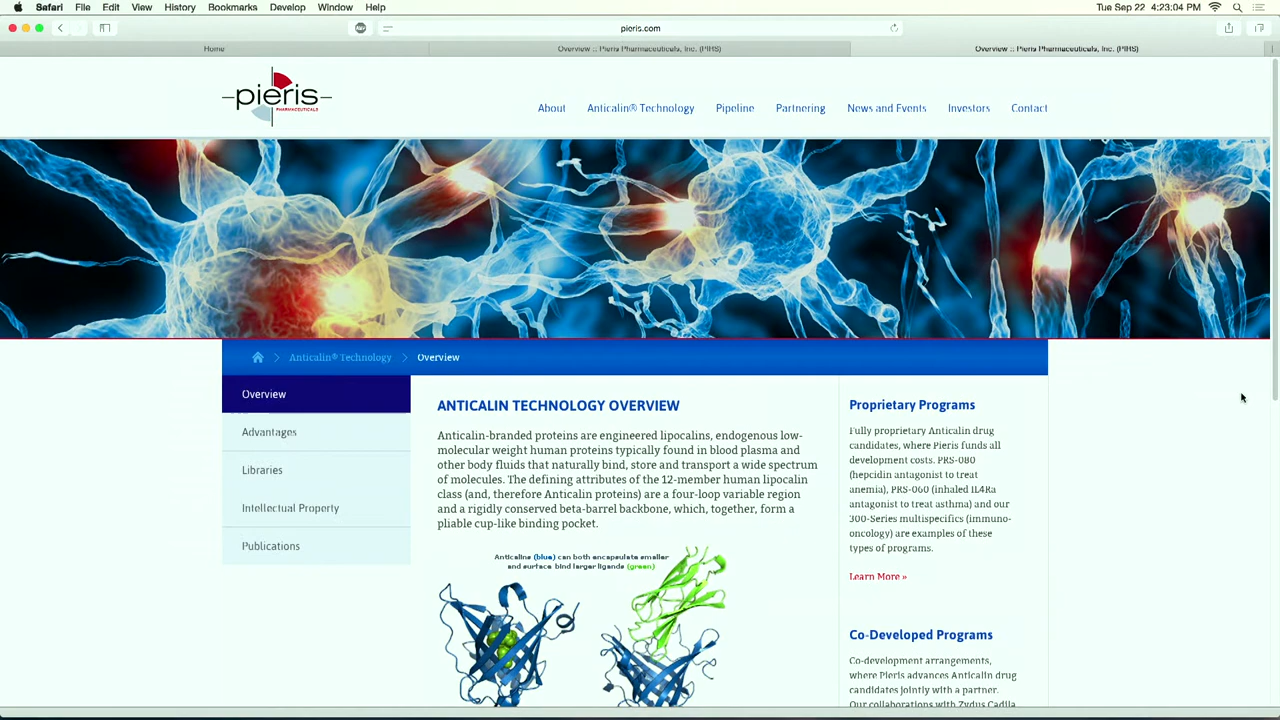 Safari File Edit View History Bookmarks Develop Window Help Tue Sep 22 4:23:04 PM
pieris.com
Home Overview :: Pieris Pharmaceuticals, Inc. (PIRS) Overview :: Pieris Pharmaceuticals, Inc. (PIRS)
pieris
PHARMACEUTICALS
About Anticalin® Technology Pipeline Partnering News and Events Investors Contact
Anticalin® Technology Overview
Overview
Advantages
Libraries
Intellectual Property
Publications
ANTICALIN TECHNOLOGY OVERVIEW
Anticalin-branded proteins are engineered lipocalins, endogenous low-
molecular weight human proteins typically found in blood plasma and
other body fluids that naturally bind, store and transport a wide spectrum
of molecules. The defining attributes of the 12-member human lipocalin
class (and, therefore Anticalin proteins) are a four-loop variable region
and a rigidly conserved beta-barrel backbone, which, together, form a
pliable cup-like binding pocket.
Anticalins (blue) can both encapsulate smaller
and surface bind larger ligands (green)
Proprietary Programs
Fully proprietary Anticalin drug
candidates, where Pieris funds all
development costs. PRS-080
(hepcidin antagonist to treat
anemia), PRS-060 (inhaled IL4Ra
antagonist to treat asthma) and our
300-Series multispecifics (immuno-
oncology) are examples of these
types of programs.
Learn More »
Co-Developed Programs
Co-development arrangements,
where Pieris advances Anticalin drug
candidates jointly with a partner.
Our collaborations with Zydus Cadila